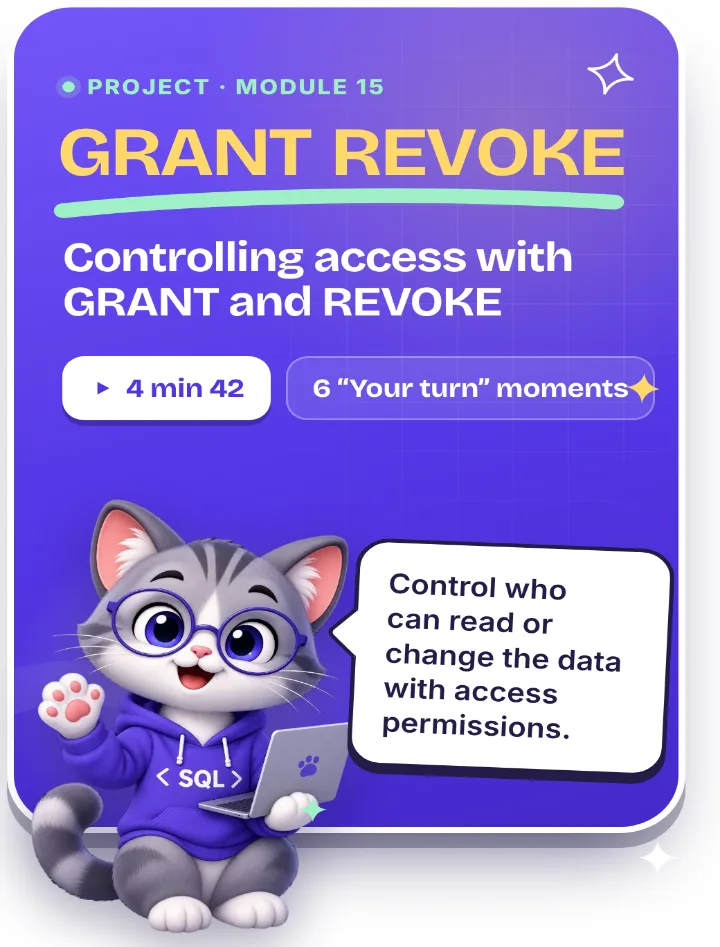 PROJECT · MODULE 15
GRANT REVOKE
Controlling access with
GRANT and REVOKE
▶ 4 min 42
6 “Your turn” moments
Control who
can read or
change the data
with access
permissions.
< SQL >